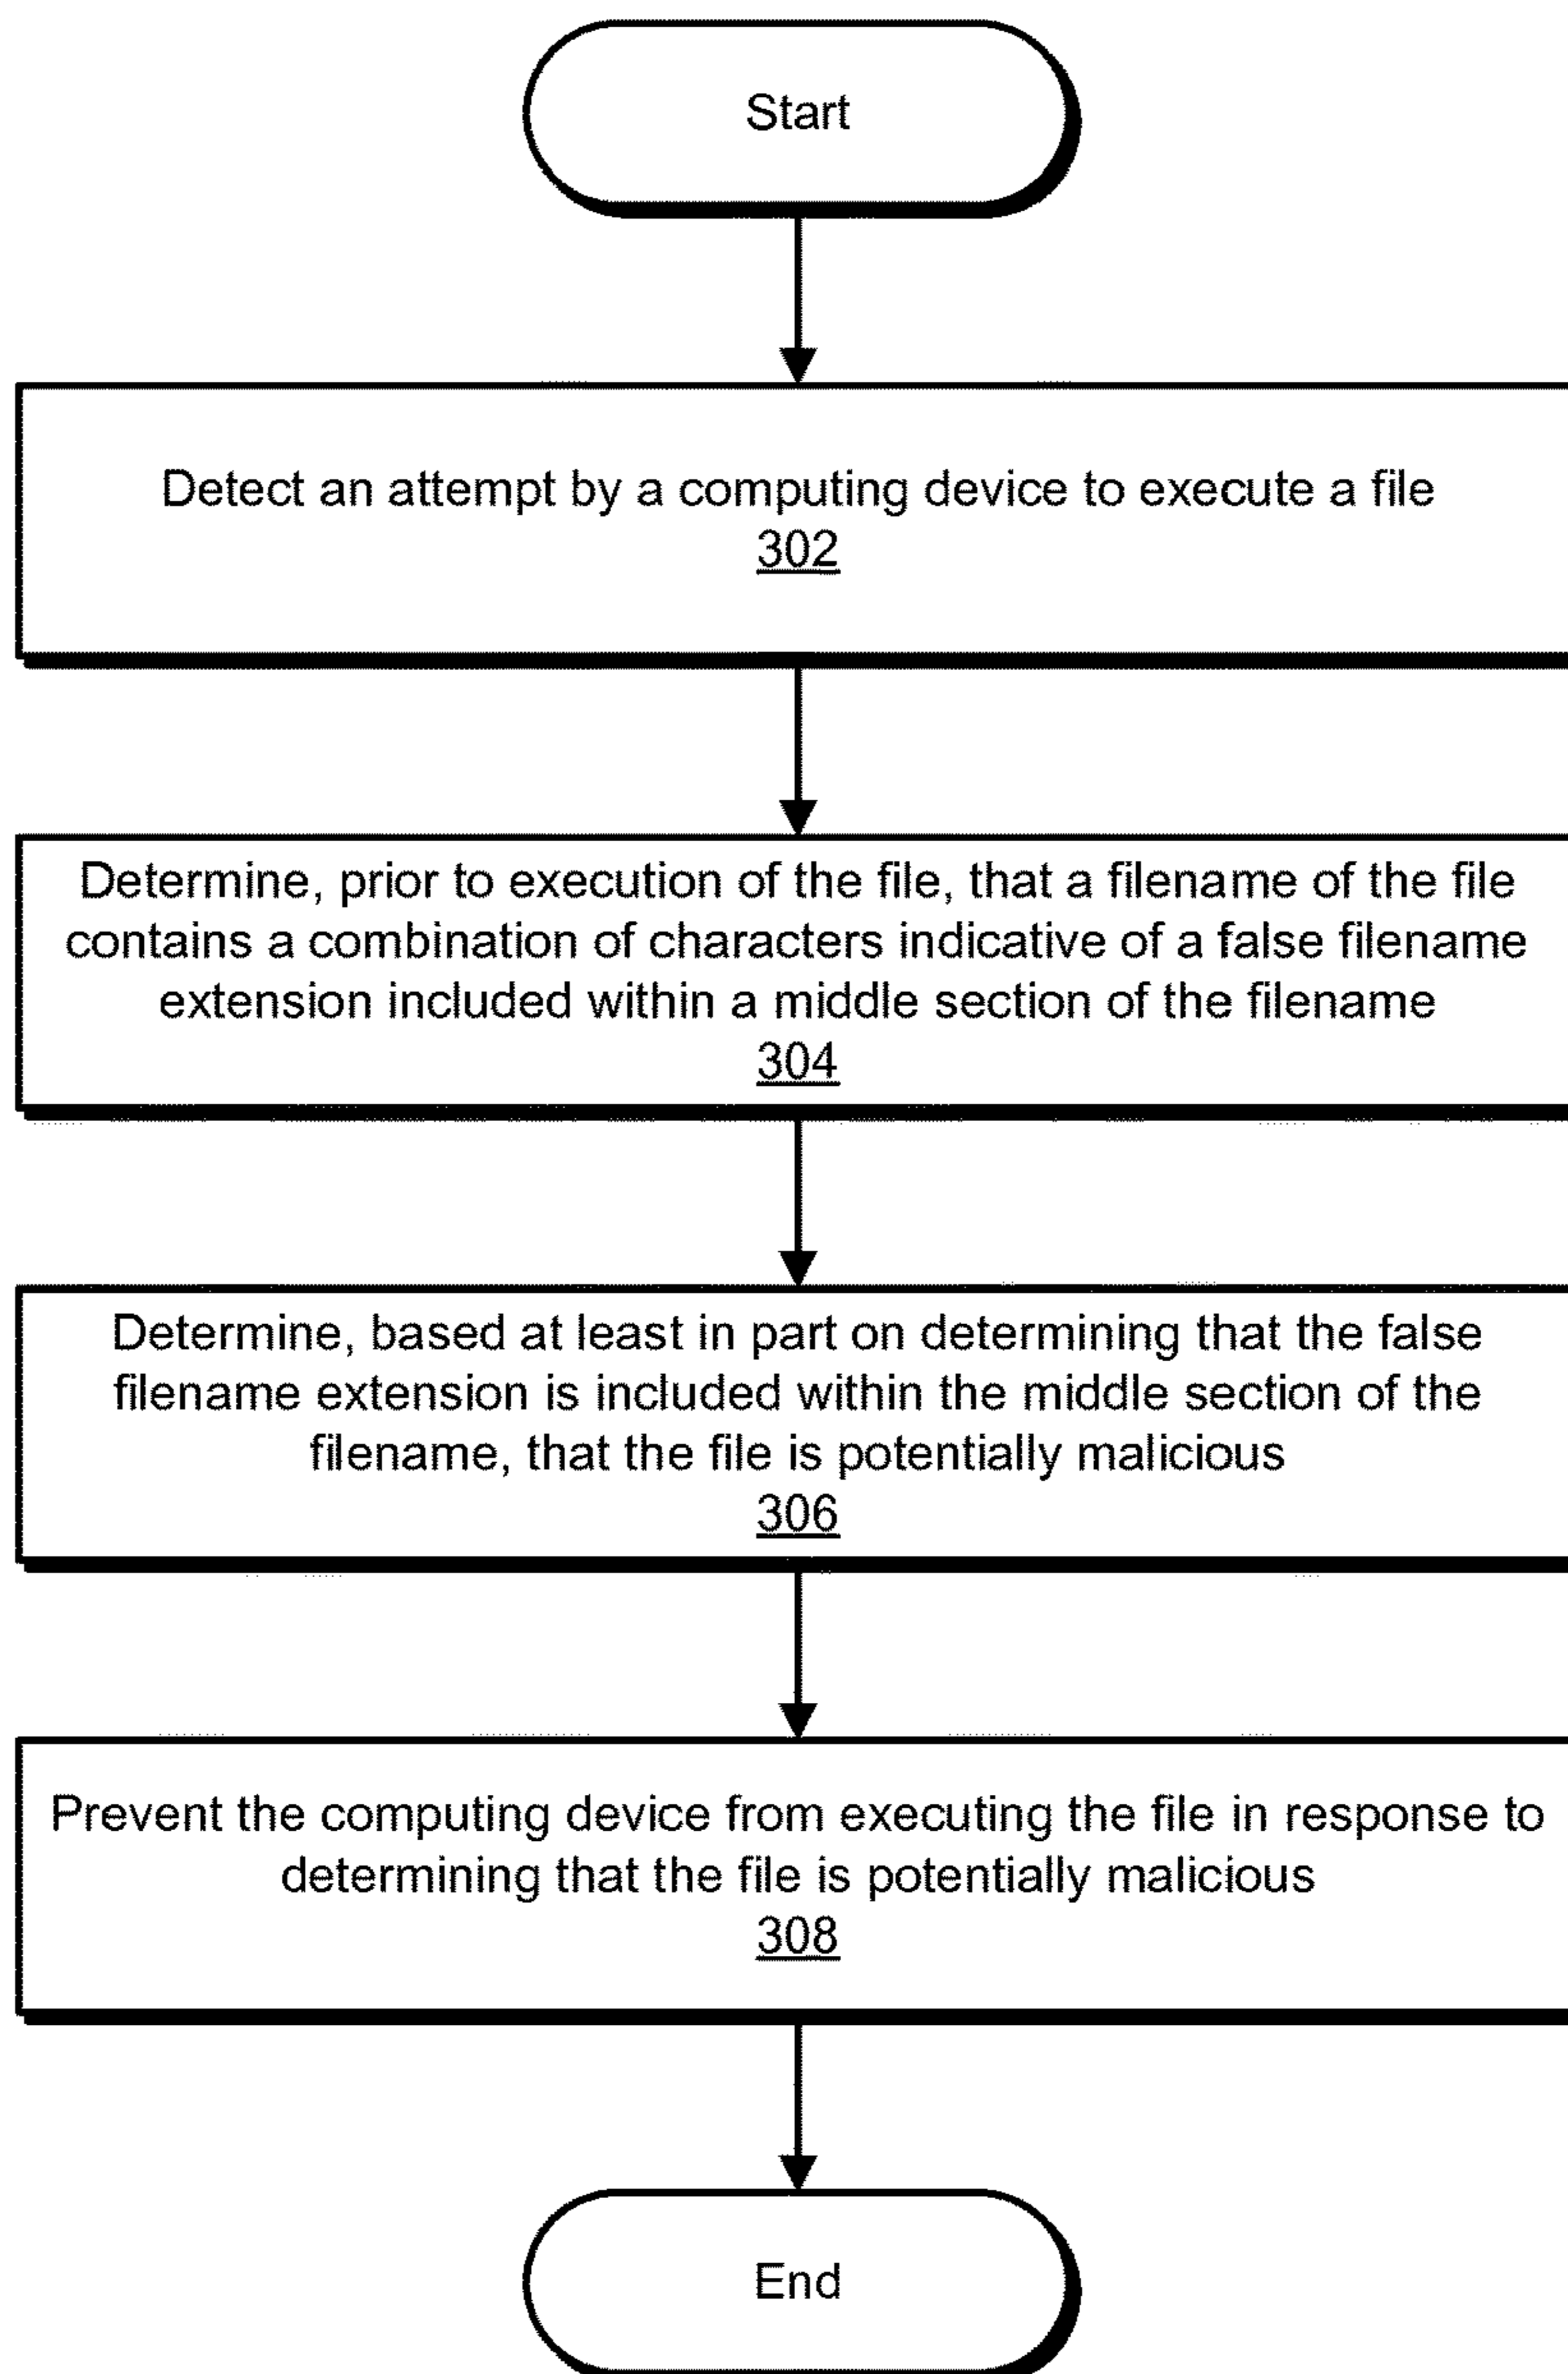 Start
Detect an attempt by a computing device to execute a file
302
Determine, prior to execution of the file, that a filename of the file
contains a combination of characters indicative of a false filename
extension included within a middle section of the filename
304
Determine, based at least in part on determining that the false
filename extension is included within the middle section of the
filename, that the file is potentially malicious
306
Prevent the computing device from executing the file in response to
determining that the file is potentially malicious
308
End